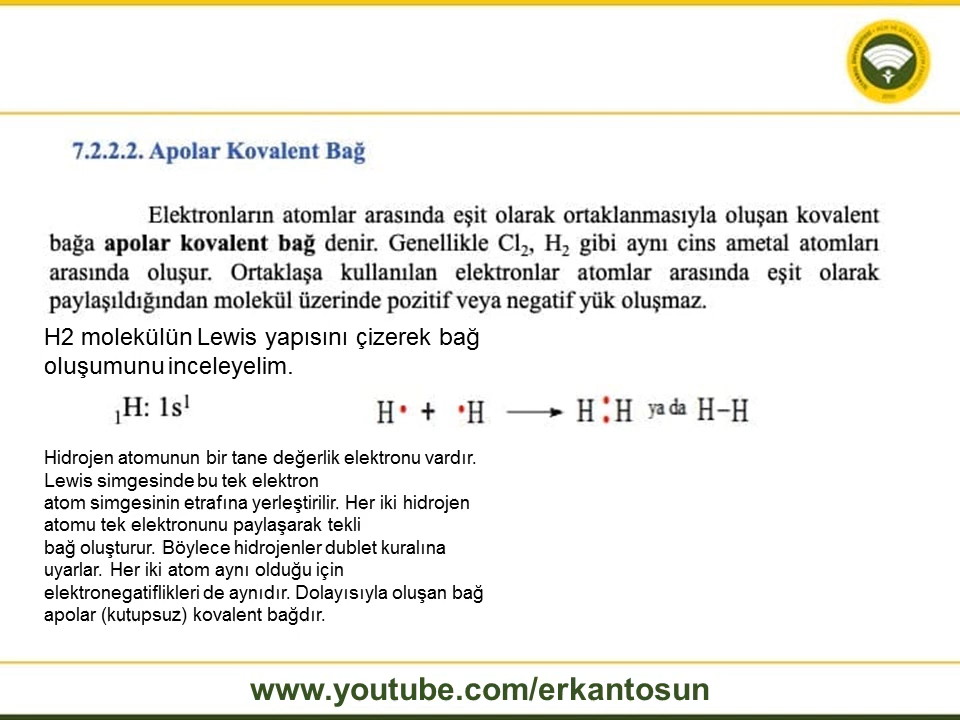 7.2.2.2. Apolar Kovalent Bağ
Elektronların atomlar arasında eşit olarak ortaklanmasıyla oluşan kovalent
bağa apolar kovalent bağ denir. Genellikle Cl₂, H₂ gibi aynı cins ametal atomları
arasında oluşur. Ortaklaşa kullanılan elektronlar atomlar arasında eşit olarak
paylaşıldığından molekül üzerinde pozitif veya negatif yük oluşmaz.
H2 molekülün Lewis yapısını çizerek bağ
oluşumunu inceleyelim.
₁H: 1s¹ H• + •H ⟶ H:H ya da H–H
Hidrojen atomunun bir tane değerlik elektronu vardır.
Lewis simgesinde bu tek elektron
atom simgesinin etrafına yerleştirilir. Her iki hidrojen
atomu tek elektronunu paylaşarak tekli
bağ oluşturur. Böylece hidrojenler dublet kuralına
uyarlar. Her iki atom aynı olduğu için
elektronegatiflikleri de aynıdır. Dolayısıyla oluşan bağ
apolar (kutupsuz) kovalent bağdır.
www.youtube.com/erkantosun